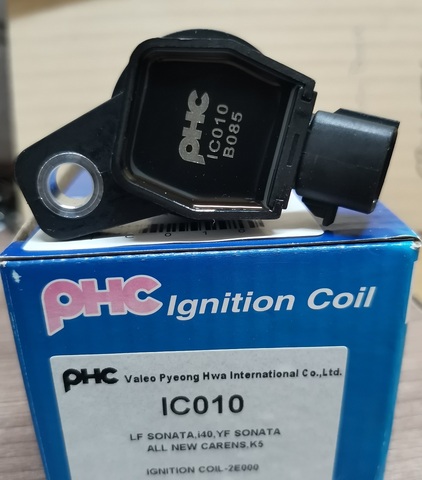 PHC
IC010
B085
PHC Ignition Coil
PHC Valeo Pyeong Hwa International Co.,Ltd.
IC010
LF SONATA,i40,YF SONATA
ALL NEW CARENS,K5
IGNITION COIL-2E000